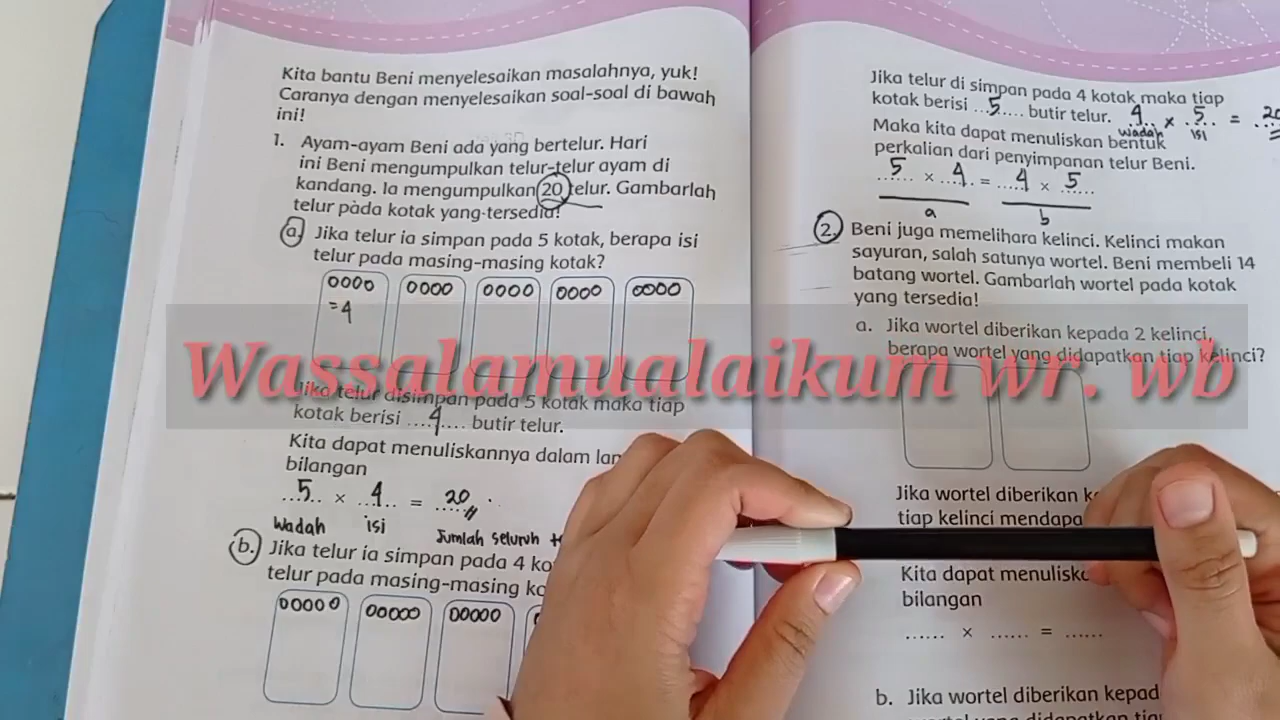 Kita bantu Beni menyelesaikan masalahnya, yuk!
Caranya dengan menyelesaikan soal-soal di bawah
ini!
1. Ayam-ayam Beni ada yang bertelur. Hari
ini Beni mengumpulkan telur-telur ayam di
kandang. Ia mengumpulkan 20 telur. Gambarlah
telur pada kotak yang tersedia!
a. Jika telur ia simpan pada 5 kotak, berapa isi
telur pada masing-masing kotak?
0000 0000 0000 0000 0000
=4
Jika telur disimpan pada 5 kotak maka tiap
kotak berisi ....4.... butir telur.
Kita dapat menuliskannya dalam
bilangan
5 × 4 = 20
Wadah isi Jumlah seluruh
b. Jika telur ia simpan pada 4
telur pada masing-masing
00000 00000 00000
Jika telur di simpan pada 4 kotak maka tiap
kotak berisi ...5.... butir telur. 4 × 5 = 20
wadah isi
Maka kita dapat menuliskan bentuk
perkalian dari penyimpanan telur Beni.
5 × 4 = 4 × 5
a b
2. Beni juga memelihara kelinci. Kelinci makan
sayuran, salah satunya wortel. Beni membeli 14
batang wortel. Gambarlah wortel pada kotak
yang tersedia!
a. Jika wortel diberikan kepada 2 kelinci,
berapa wortel yang didapatkan tiap kelinci?
Wassalamualaikum wr. wb
Jika wortel diberikan
tiap kelinci
Kita dapat
bilangan
...... × ...... = ......
b. Jika wortel diberikan